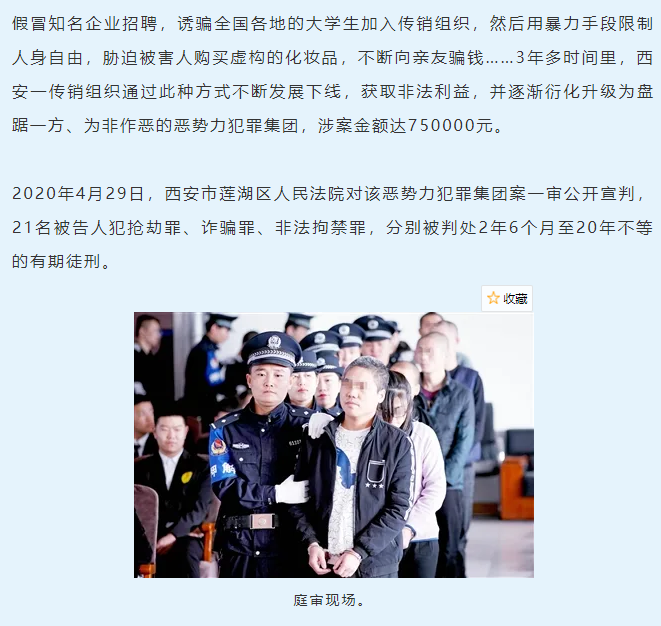 假冒知名企业招聘，诱骗全国各地的大学生加入传销组织，然后用暴力手段限制
人身自由，胁迫被害人购买虚构的化妆品，不断向亲友骗钱……3年多时间里，西
安一传销组织通过此种方式不断发展下线，获取非法利益，并逐渐衍化升级为盘
踞一方、为非作恶的恶势力犯罪集团，涉案金额达750000元。
2020年4月29日，西安市莲湖区人民法院对该恶势力犯罪集团案一审公开宣判，
21名被告人犯抢劫罪、诈骗罪、非法拘禁罪，分别被判处2年6个月至20年不等
的有期徒刑。
收藏
庭审现场。